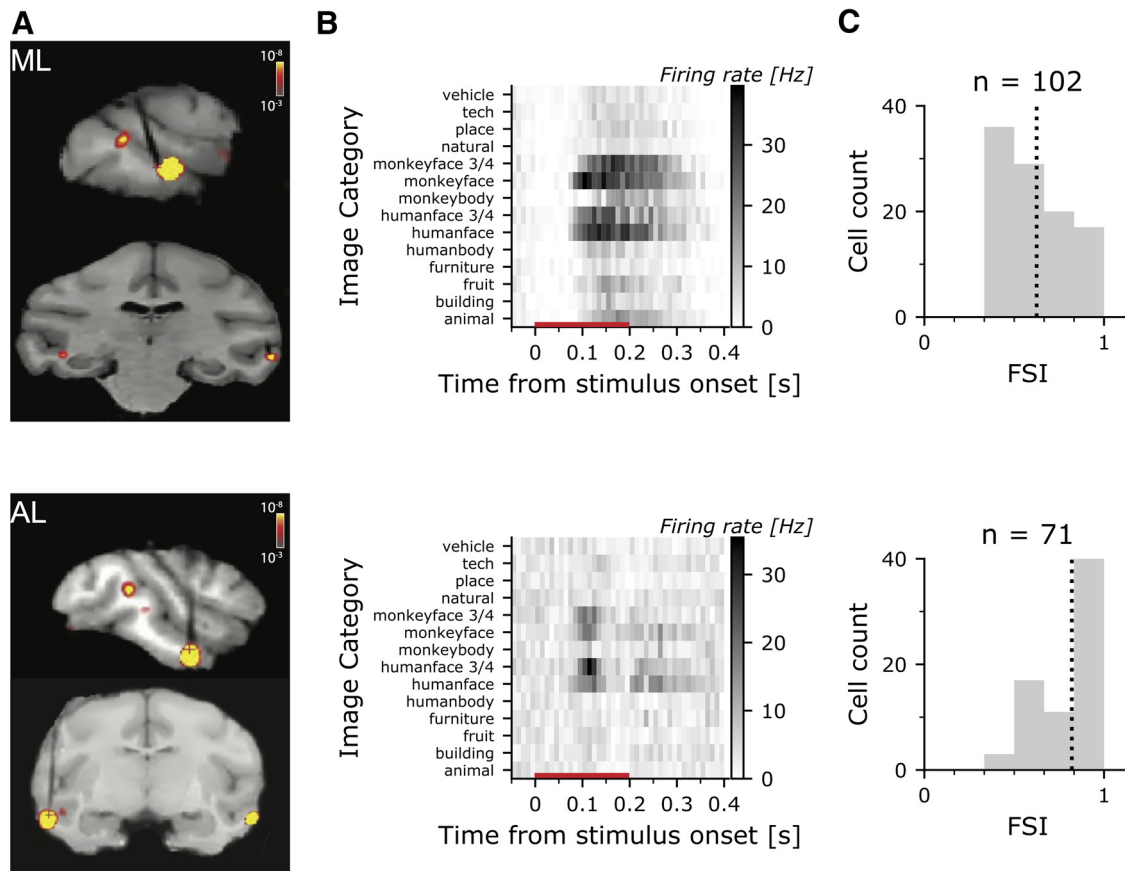 A
B
C
ML
10-8
10-3
Firing rate [Hz]
Image Category
vehicle
tech
place
natural
monkeyface 3/4
monkeyface
monkeybody
humanface 3/4
humanface
humanbody
furniture
fruit
building
animal
30
20
10
0
0 0.1 0.2 0.3 0.4
Time from stimulus onset [s]
n = 102
Cell count
40
20
0
0 1
FSI
AL
10-8
10-3
Firing rate [Hz]
Image Category
vehicle
tech
place
natural
monkeyface 3/4
monkeyface
monkeybody
humanface 3/4
humanface
humanbody
furniture
fruit
building
animal
30
20
10
0
0 0.1 0.2 0.3 0.4
Time from stimulus onset [s]
n = 71
Cell count
40
20
0
0 1
FSI